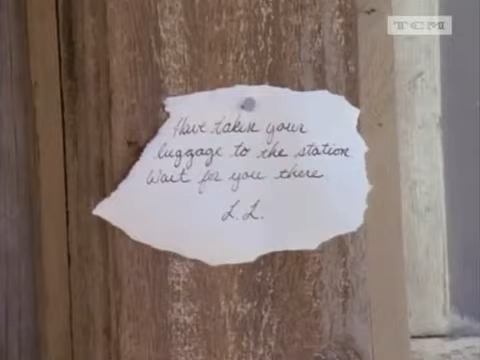 TCM
Have taken your
luggage to the station.
Wait for you there.
L.L.